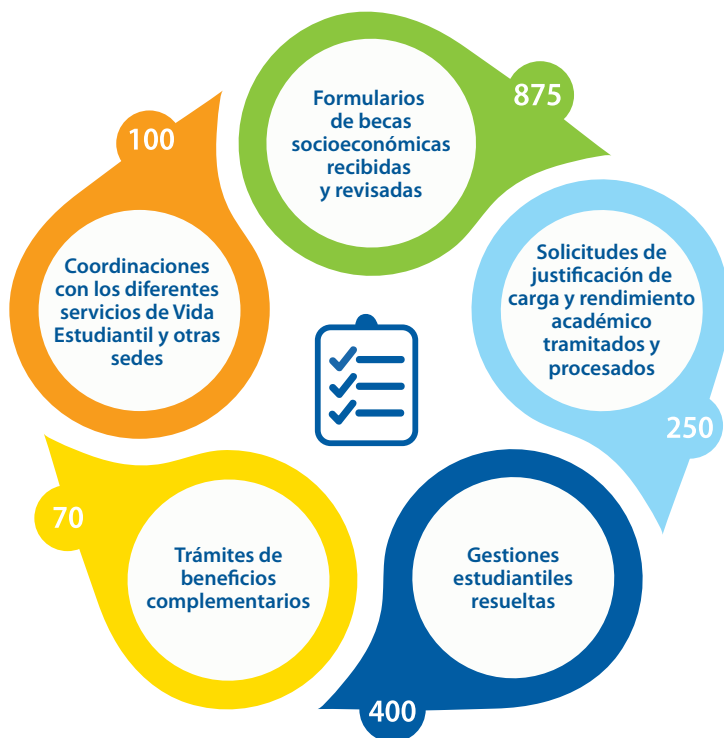 875
Formularios
de becas
socioeconómicas
recibidas
y revisadas
Solicitudes de
justificación de
carga y rendimiento
académico
tramitados y
procesados
250
Gestiones
estudiantiles
resueltas
400
Trámites de
beneficios
complementarios
70
Coordinaciones
con los diferentes
servicios de Vida
Estudiantil y otras
sedes
100